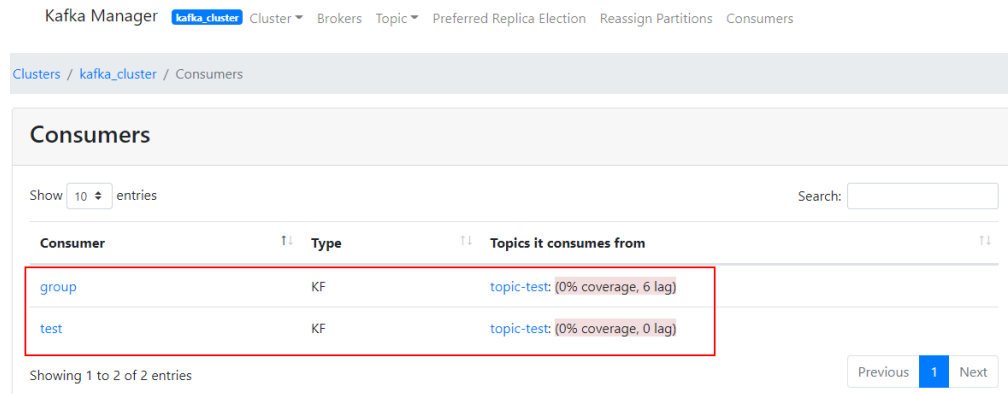 Kafka Manager kafka_cluster Cluster Brokers Topic Preferred Replica Election Reassign Partitions Consumers
Clusters / kafka_cluster / Consumers
Consumers
Show 10 entries Search:
Consumer Type Topics it consumes from
group KF topic-test: (0% coverage, 6 lag)
test KF topic-test: (0% coverage, 0 lag)
Showing 1 to 2 of 2 entries Previous 1 Next